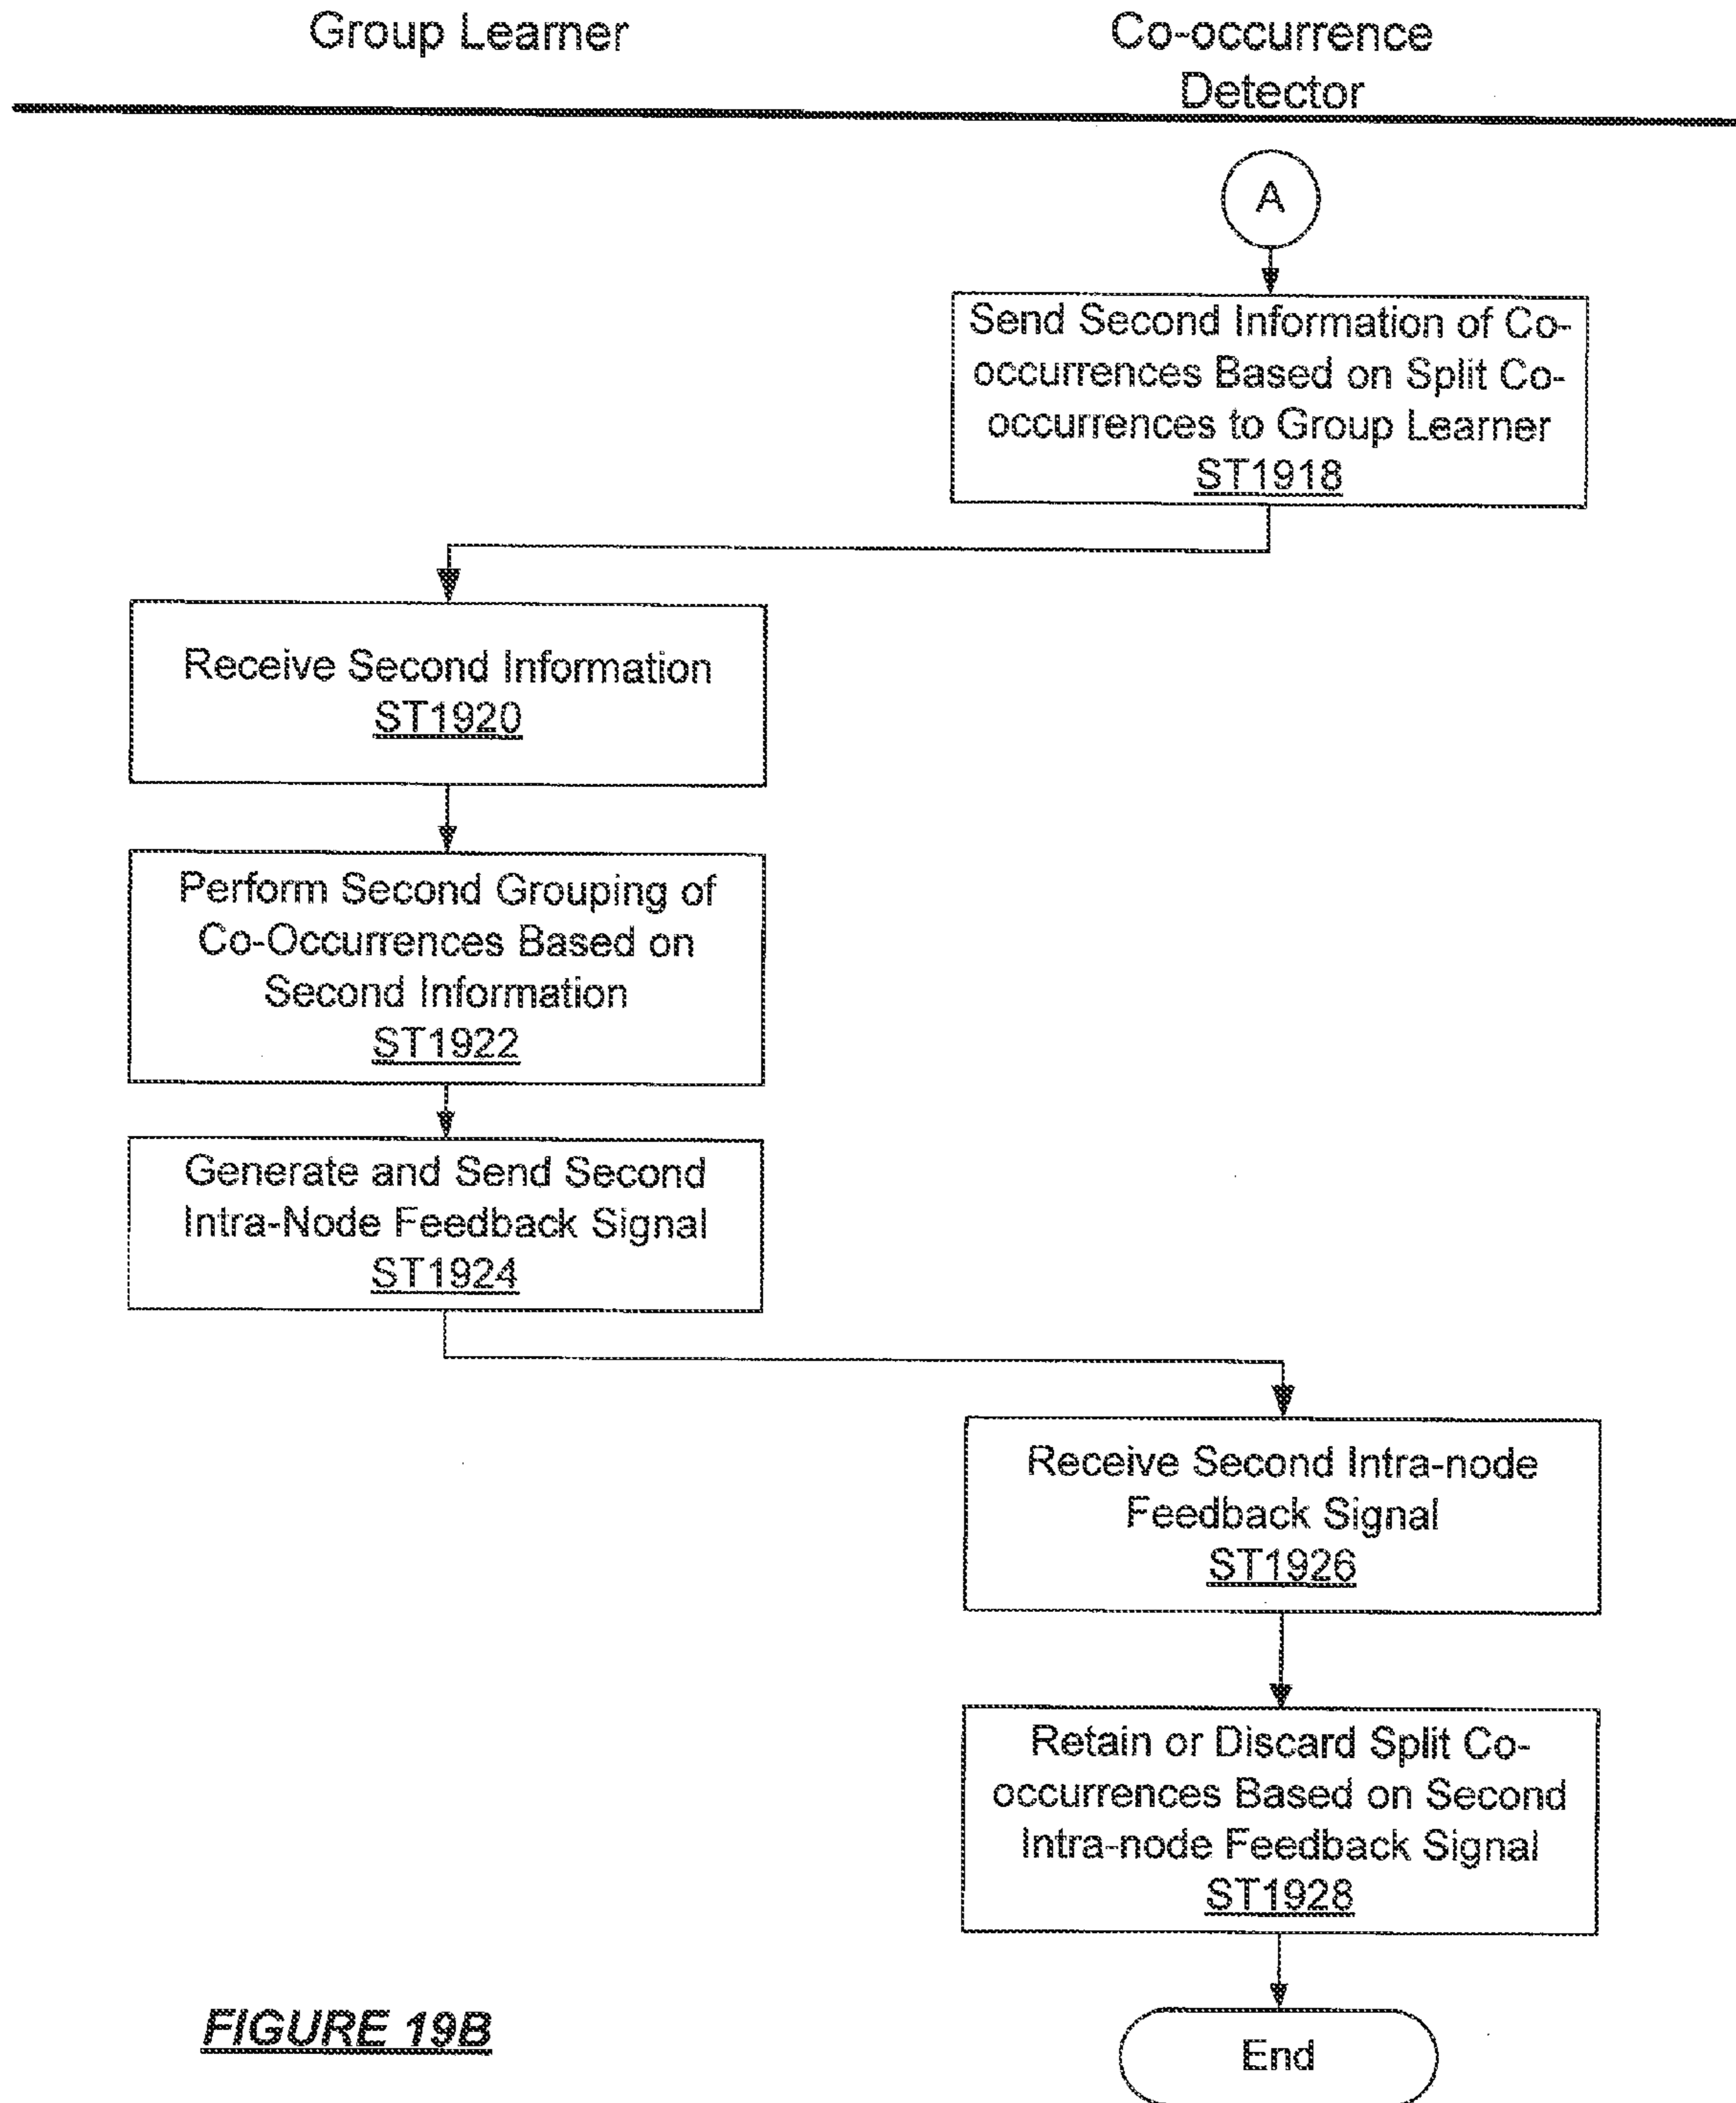 Group Learner
Co-occurrence
Detector
A
Send Second Information of Co-
occurrences Based on Split Co-
occurrences to Group Learner
ST1918
Receive Second Information
ST1920
Perform Second Grouping of
Co-Occurrences Based on
Second Information
ST1922
Generate and Send Second
Intra-Node Feedback Signal
ST1924
Receive Second Intra-node
Feedback Signal
ST1926
Retain or Discard Split Co-
occurrences Based on Second
Intra-node Feedback Signal
ST1928
End
FIGURE 19B